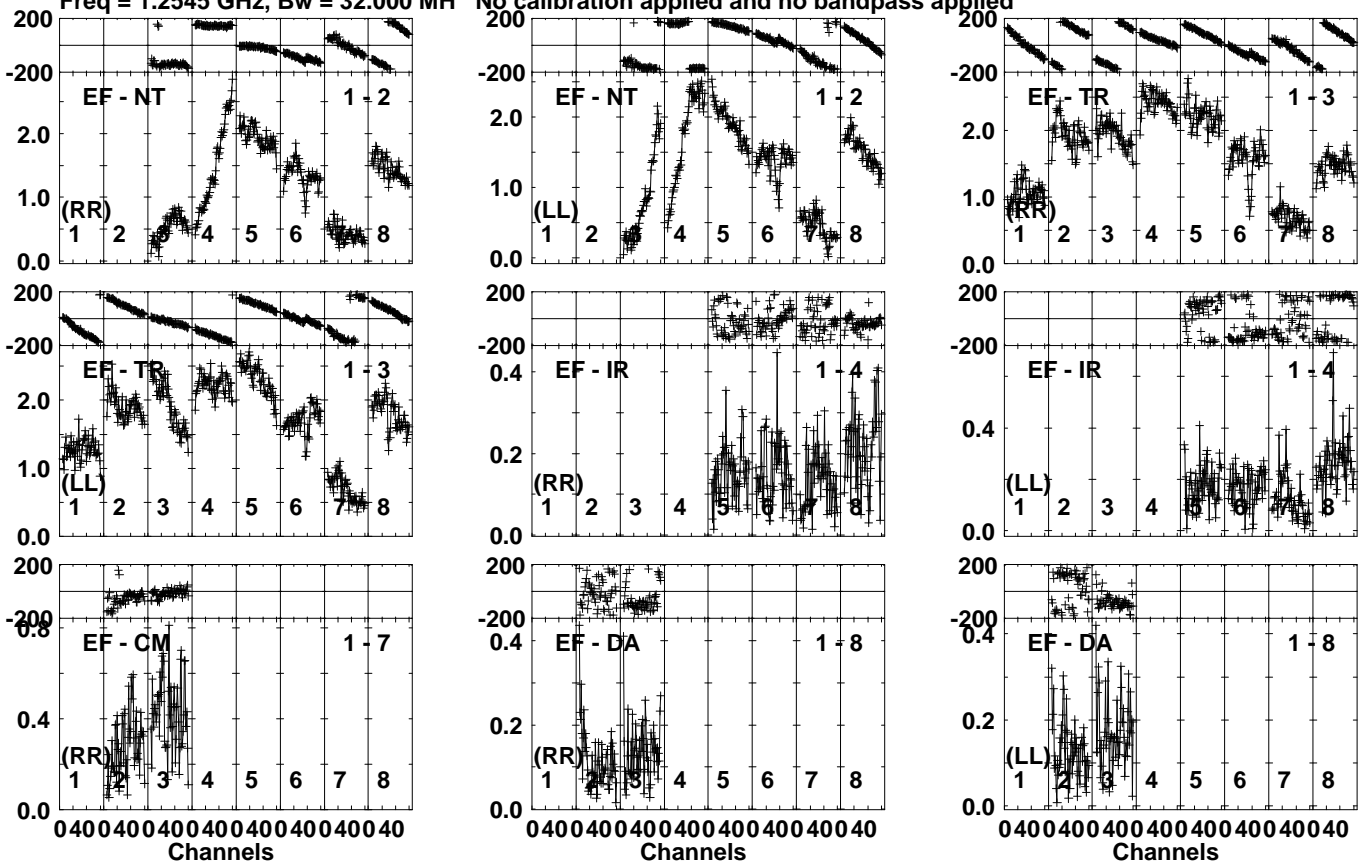 Freq = 1.2545 GHz, Bw = 32.000 MH No calibration applied and no bandpass applied
200 200 200
-200 -200 -200
EF - NT 1 - 2 EF - NT 1 - 2 EF - TR 1 - 3
2.0 2.0 2.0
1.0 1.0 1.0
(RR) (LL) (RR)
1 2 3 4 5 6 7 8 1 2 3 4 5 6 7 8 1 2 3 4 5 6 7 8
0.0 0.0 0.0
200 200 200
-200 -200 -200
EF - TR 1 - 3 EF - IR 1 - 4 EF - IR 1 - 4
2.0 0.4 0.4
1.0 0.2
(LL) (RR) (LL)
1 2 3 4 5 6 7 8 1 2 3 4 5 6 7 8 1 2 3 4 5 6 7 8
0.0 0.0 0.0
200 200 200
-200 -200 -200
0.8 0.4 0.4
EF - CM 1 - 7 EF - DA 1 - 8 EF - DA 1 - 8
0.4 0.2 0.2
(RR) (RR) (LL)
1 2 3 4 5 6 7 8 1 2 3 4 5 6 7 8 1 2 3 4 5 6 7 8
0.0 0.0 0.0
0 40 0 40 0 40 0 40 0 40 0 40 0 40 0 40 0 40 0 40 0 40 0 40 0 40 0 40 0 40 0 40 0 40 0 40 0 40 0 40 0 40 0 40 0 40 0 40
Channels Channels Channels